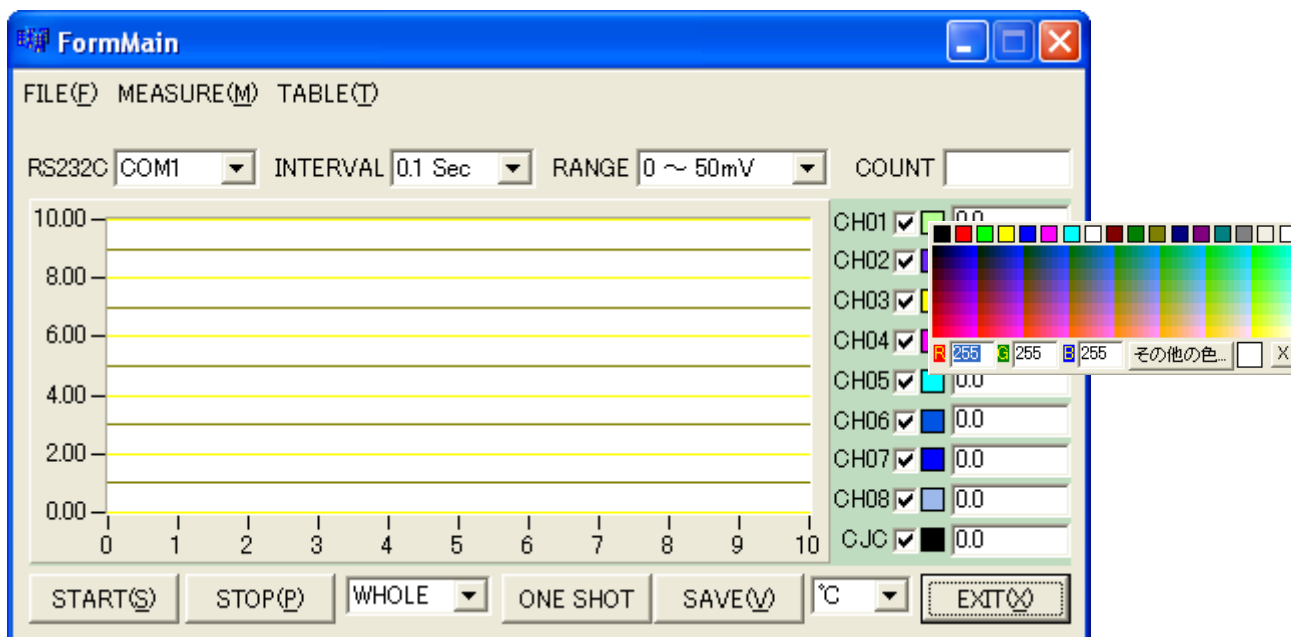 FormMain
FILE(F) MEASURE(M) TABLE(T)
RS232C COM1 INTERVAL 0.1 Sec RANGE 0 ～ 50mV COUNT
10.00
8.00
6.00
4.00
2.00
0.00
0 1 2 3 4 5 6 7 8 9 10
CH01 0.0
CH02
CH03
CH04
R 255 G 255 B 255 その他の色... X
CH05 0.0
CH06 0.0
CH07 0.0
CH08 0.0
CJC 0.0
START(S) STOP(P) WHOLE ONE SHOT SAVE(V) ℃ EXIT(X)